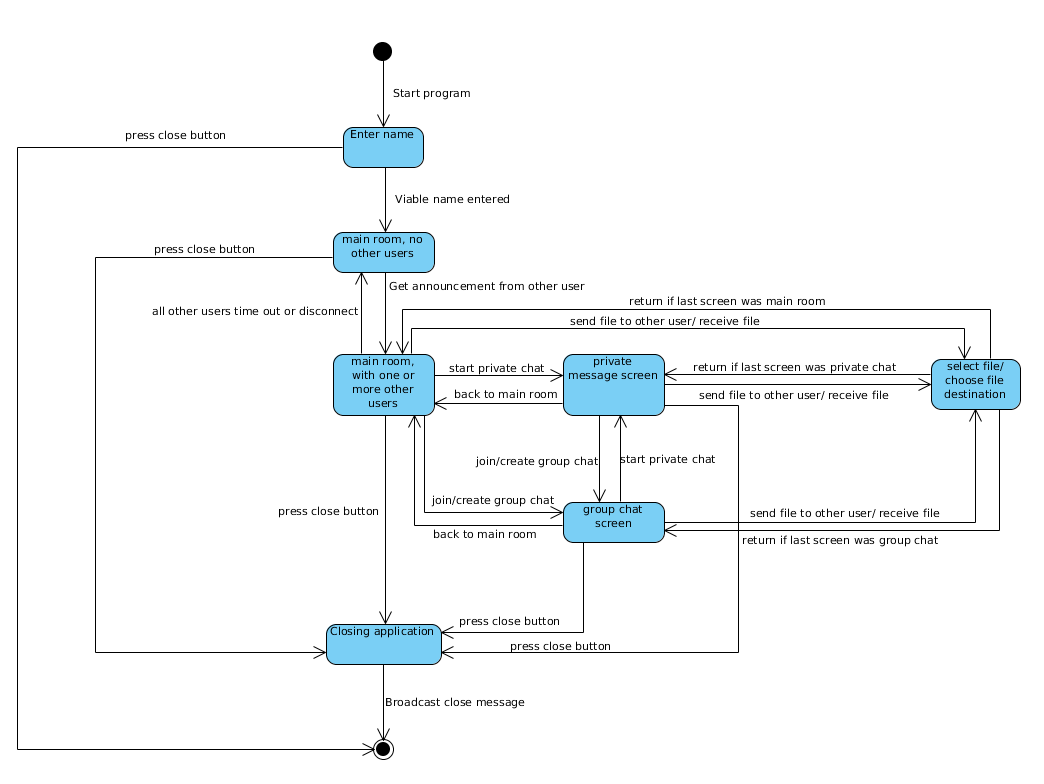 Start program
press close button
Enter name
Viable name entered
main room, no
other users
press close button
Get announcement from other user
all other users time out or disconnect
return if last screen was main room
send file to other user/ receive file
main room,
with one or
more other
users
start private chat
back to main room
private
message screen
return if last screen was private chat
send file to other user/ receive file
select file/
choose file
destination
join/create group chat
start private chat
join/create group chat
back to main room
group chat
screen
send file to other user/ receive file
return if last screen was group chat
press close button
press close button
press close button
Closing application
Broadcast close message